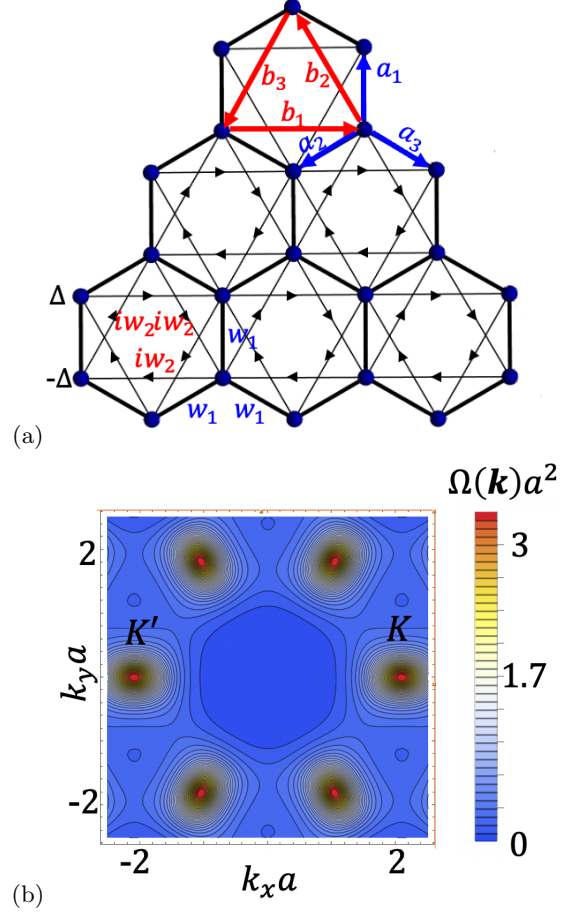 a₁
b₃ b₂
b₁
a₂ a₃
Δ
iw₂iw₂
w₁
iw₂
-Δ
w₁ w₁
(a)
Ω(k)a²
2
3
K′ K
kᵧa
1.7
-2
0
-2 2
kₓa
(b)